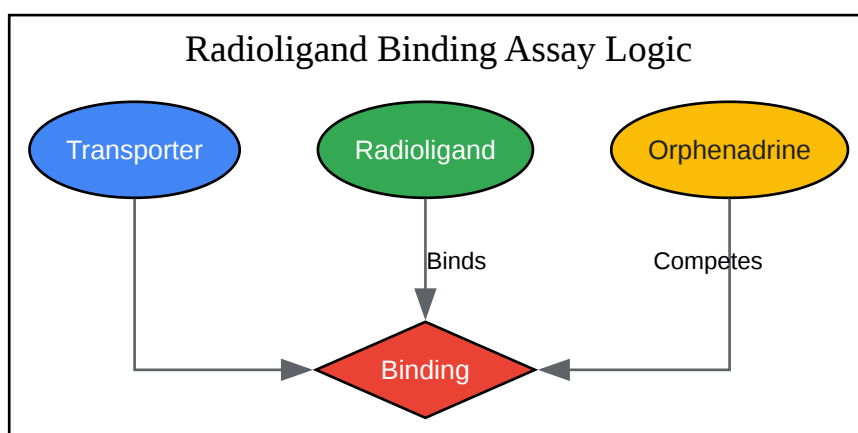 Radioligand Binding Assay Logic
Transporter
Radioligand
Orphenadrine
Binds
Competes
Binding